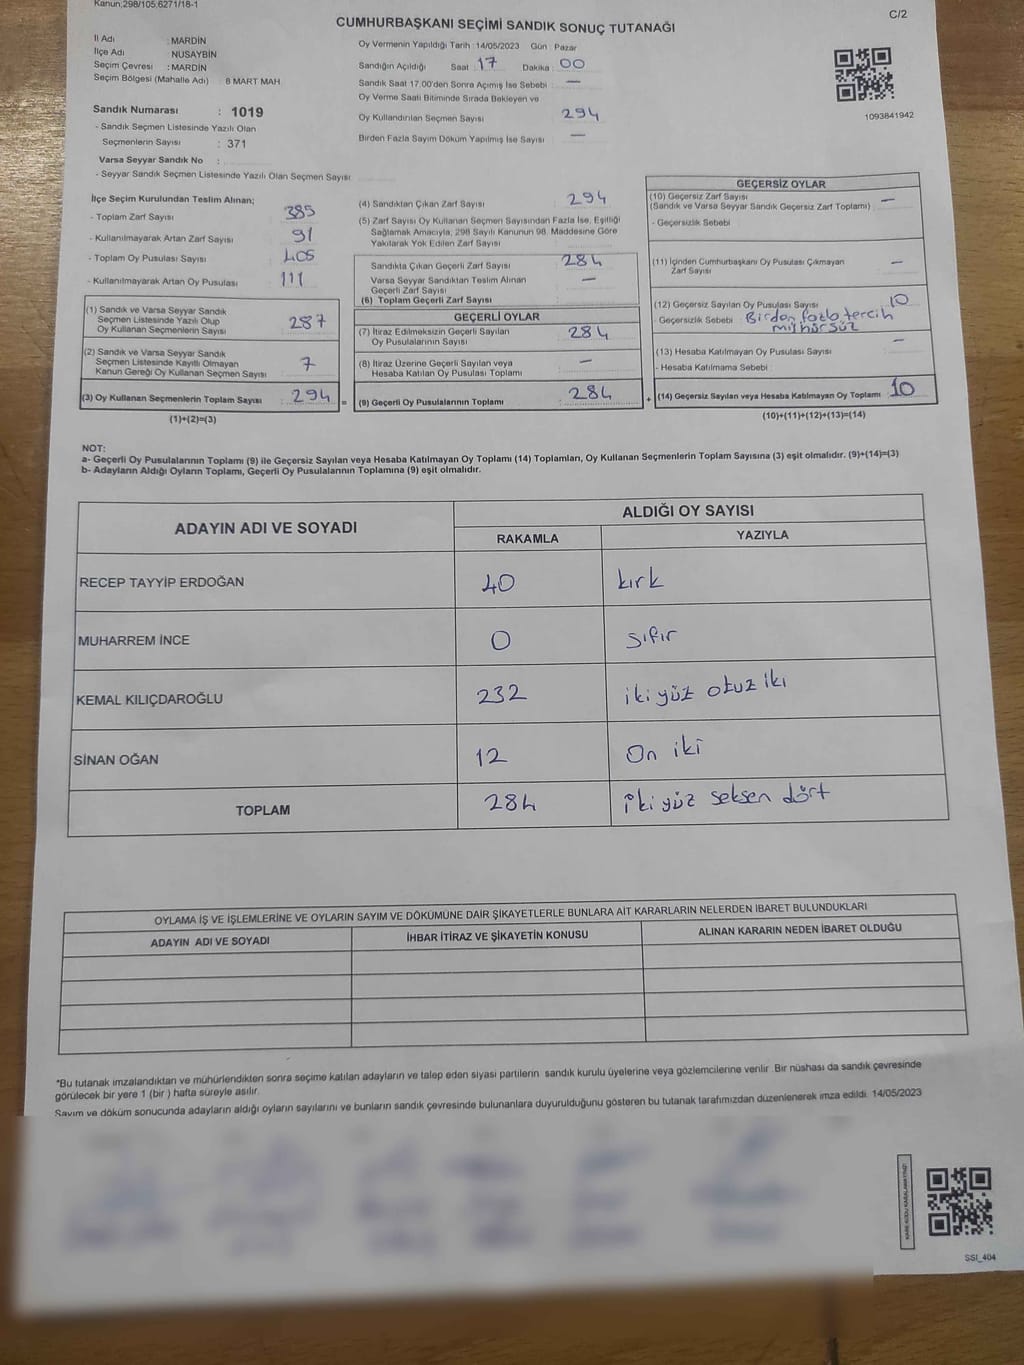 Kanun;298/105,6271/18-1
C/2
CUMHURBAŞKANI SEÇİMİ SANDIK SONUÇ TUTANAĞI
İl Adı : MARDİN
İlçe Adı : NUSAYBİN
Seçim Çevresi : MARDİN
Seçim Bölgesi (Mahalle Adı) : 8 MART MAH.
Sandık Numarası : 1019
- Sandık Seçmen Listesinde Yazılı Olan
Seçmenlerin Sayısı : 371
Varsa Seyyar Sandık No :
- Seyyar Sandık Seçmen Listesinde Yazılı Olan Seçmen Sayısı
Oy Vermenin Yapıldığı Tarih : 14/05/2023 Gün : Pazar
Sandığın Açıldığı Saat : 17 Dakika : 00
Sandık Saat 17.00'den Sonra Açımış İse Sebebi : —
Oy Verme Saati Bitiminde Sırada Bekleyen ve
Oy Kullandırılan Seçmen Sayısı : 294
Birden Fazla Sayım Döküm Yapılmış İse Sayısı : —
1093841942
İlçe Seçim Kurulundan Teslim Alınan;
- Toplam Zarf Sayısı : 385
- Kullanılmayarak Artan Zarf Sayısı : 91
- Toplam Oy Pusulası Sayısı : 405
- Kullanılmayarak Artan Oy Pusulası : 111
(1) Sandık ve Varsa Seyyar Sandık
Seçmen Listesinde Yazılı Olup
Oy Kullanan Seçmenlerin Sayısı : 287
(2) Sandık ve Varsa Seyyar Sandık
Seçmen Listesinde Kayıtlı Olmayan
Kanun Gereği Oy Kullanan Seçmen Sayısı : 7
(3) Oy Kullanan Seçmenlerin Toplam Sayısı : 294 =
(1)+(2)=(3)
(4) Sandıktan Çıkan Zarf Sayısı : 294
(5) Zarf Sayısı Oy Kullanan Seçmen Sayısından Fazla İse, Eşitliği
Sağlamak Amacıyla, 298 Sayılı Kanunun 98. Maddesine Göre
Yakılarak Yok Edilen Zarf Sayısı :
Sandıkta Çıkan Geçerli Zarf Sayısı : 284
Varsa Seyyar Sandıktan Teslim Alınan
Geçerli Zarf Sayısı : —
(6) Toplam Geçerli Zarf Sayısı :
GEÇERLİ OYLAR
(7) İtiraz Edilmeksizin Geçerli Sayılan
Oy Pusulalarının Sayısı : 284
(8) İtiraz Üzerine Geçerli Sayılan veya
Hesaba Katılan Oy Pusulası Toplamı : —
(9) Geçerli Oy Pusulalarının Toplamı : 284 +
GEÇERSİZ OYLAR
(10) Geçersiz Zarf Sayısı : —
(Sandık ve Varsa Seyyar Sandık Geçersiz Zarf Toplamı)
- Geçersizlik Sebebi :
(11) İçinden Cumhurbaşkanı Oy Pusulası Çıkmayan
Zarf Sayısı : —
(12) Geçersiz Sayılan Oy Pusulası Sayısı : 10
- Geçersizlik Sebebi : Birden fazla tercih
mühürsüz
(13) Hesaba Katılmayan Oy Pusulası Sayısı : —
- Hesaba Katılmama Sebebi :
(14) Geçersiz Sayılan veya Hesaba Katılmayan Oy Toplamı : 10
(10)+(11)+(12)+(13)=(14)
NOT:
a- Geçerli Oy Pusulalarının Toplamı (9) ile Geçersiz Sayılan veya Hesaba Katılmayan Oy Toplamı (14) Toplamları, Oy Kullanan Seçmenlerin Toplam Sayısına (3) eşit olmalıdır. (9)+(14)=(3)
b- Adayların Aldığı Oyların Toplamı, Geçerli Oy Pusulalarının Toplamına (9) eşit olmalıdır.
ADAYIN ADI VE SOYADI ALDIĞI OY SAYISI
RAKAMLA YAZIYLA
RECEP TAYYİP ERDOĞAN 40 kırk
MUHARREM İNCE 0 sıfır
KEMAL KILIÇDAROĞLU 232 iki yüz otuz iki
SİNAN OĞAN 12 On iki
TOPLAM 284 iki yüz seksen dört
OYLAMA İŞ VE İŞLEMLERİNE VE OYLARIN SAYIM VE DÖKÜMÜNE DAİR ŞİKAYETLERLE BUNLARA AİT KARARLARIN NELERDEN İBARET BULUNDUKLARI
ADAYIN ADI VE SOYADI İHBAR İTİRAZ VE ŞİKAYETİN KONUSU ALINAN KARARIN NEDEN İBARET OLDUĞU
*Bu tutanak imzalandıktan ve mühürlendikten sonra seçime katılan adayların ve talep eden siyasi partilerin sandık kurulu üyelerine veya gözlemcilerine verilir. Bir nüshası da sandık çevresinde
görülecek bir yere 1 (bir ) hafta süreyle asılır.
Sayım ve döküm sonucunda adayların aldığı oyların sayılarını ve bunların sandık çevresinde bulunanlara duyurulduğunu gösteren bu tutanak tarafımızdan düzenlenerek imza edildi. 14/05/2023
KARE KODU KARALAMAYINIZ!
SSI_404